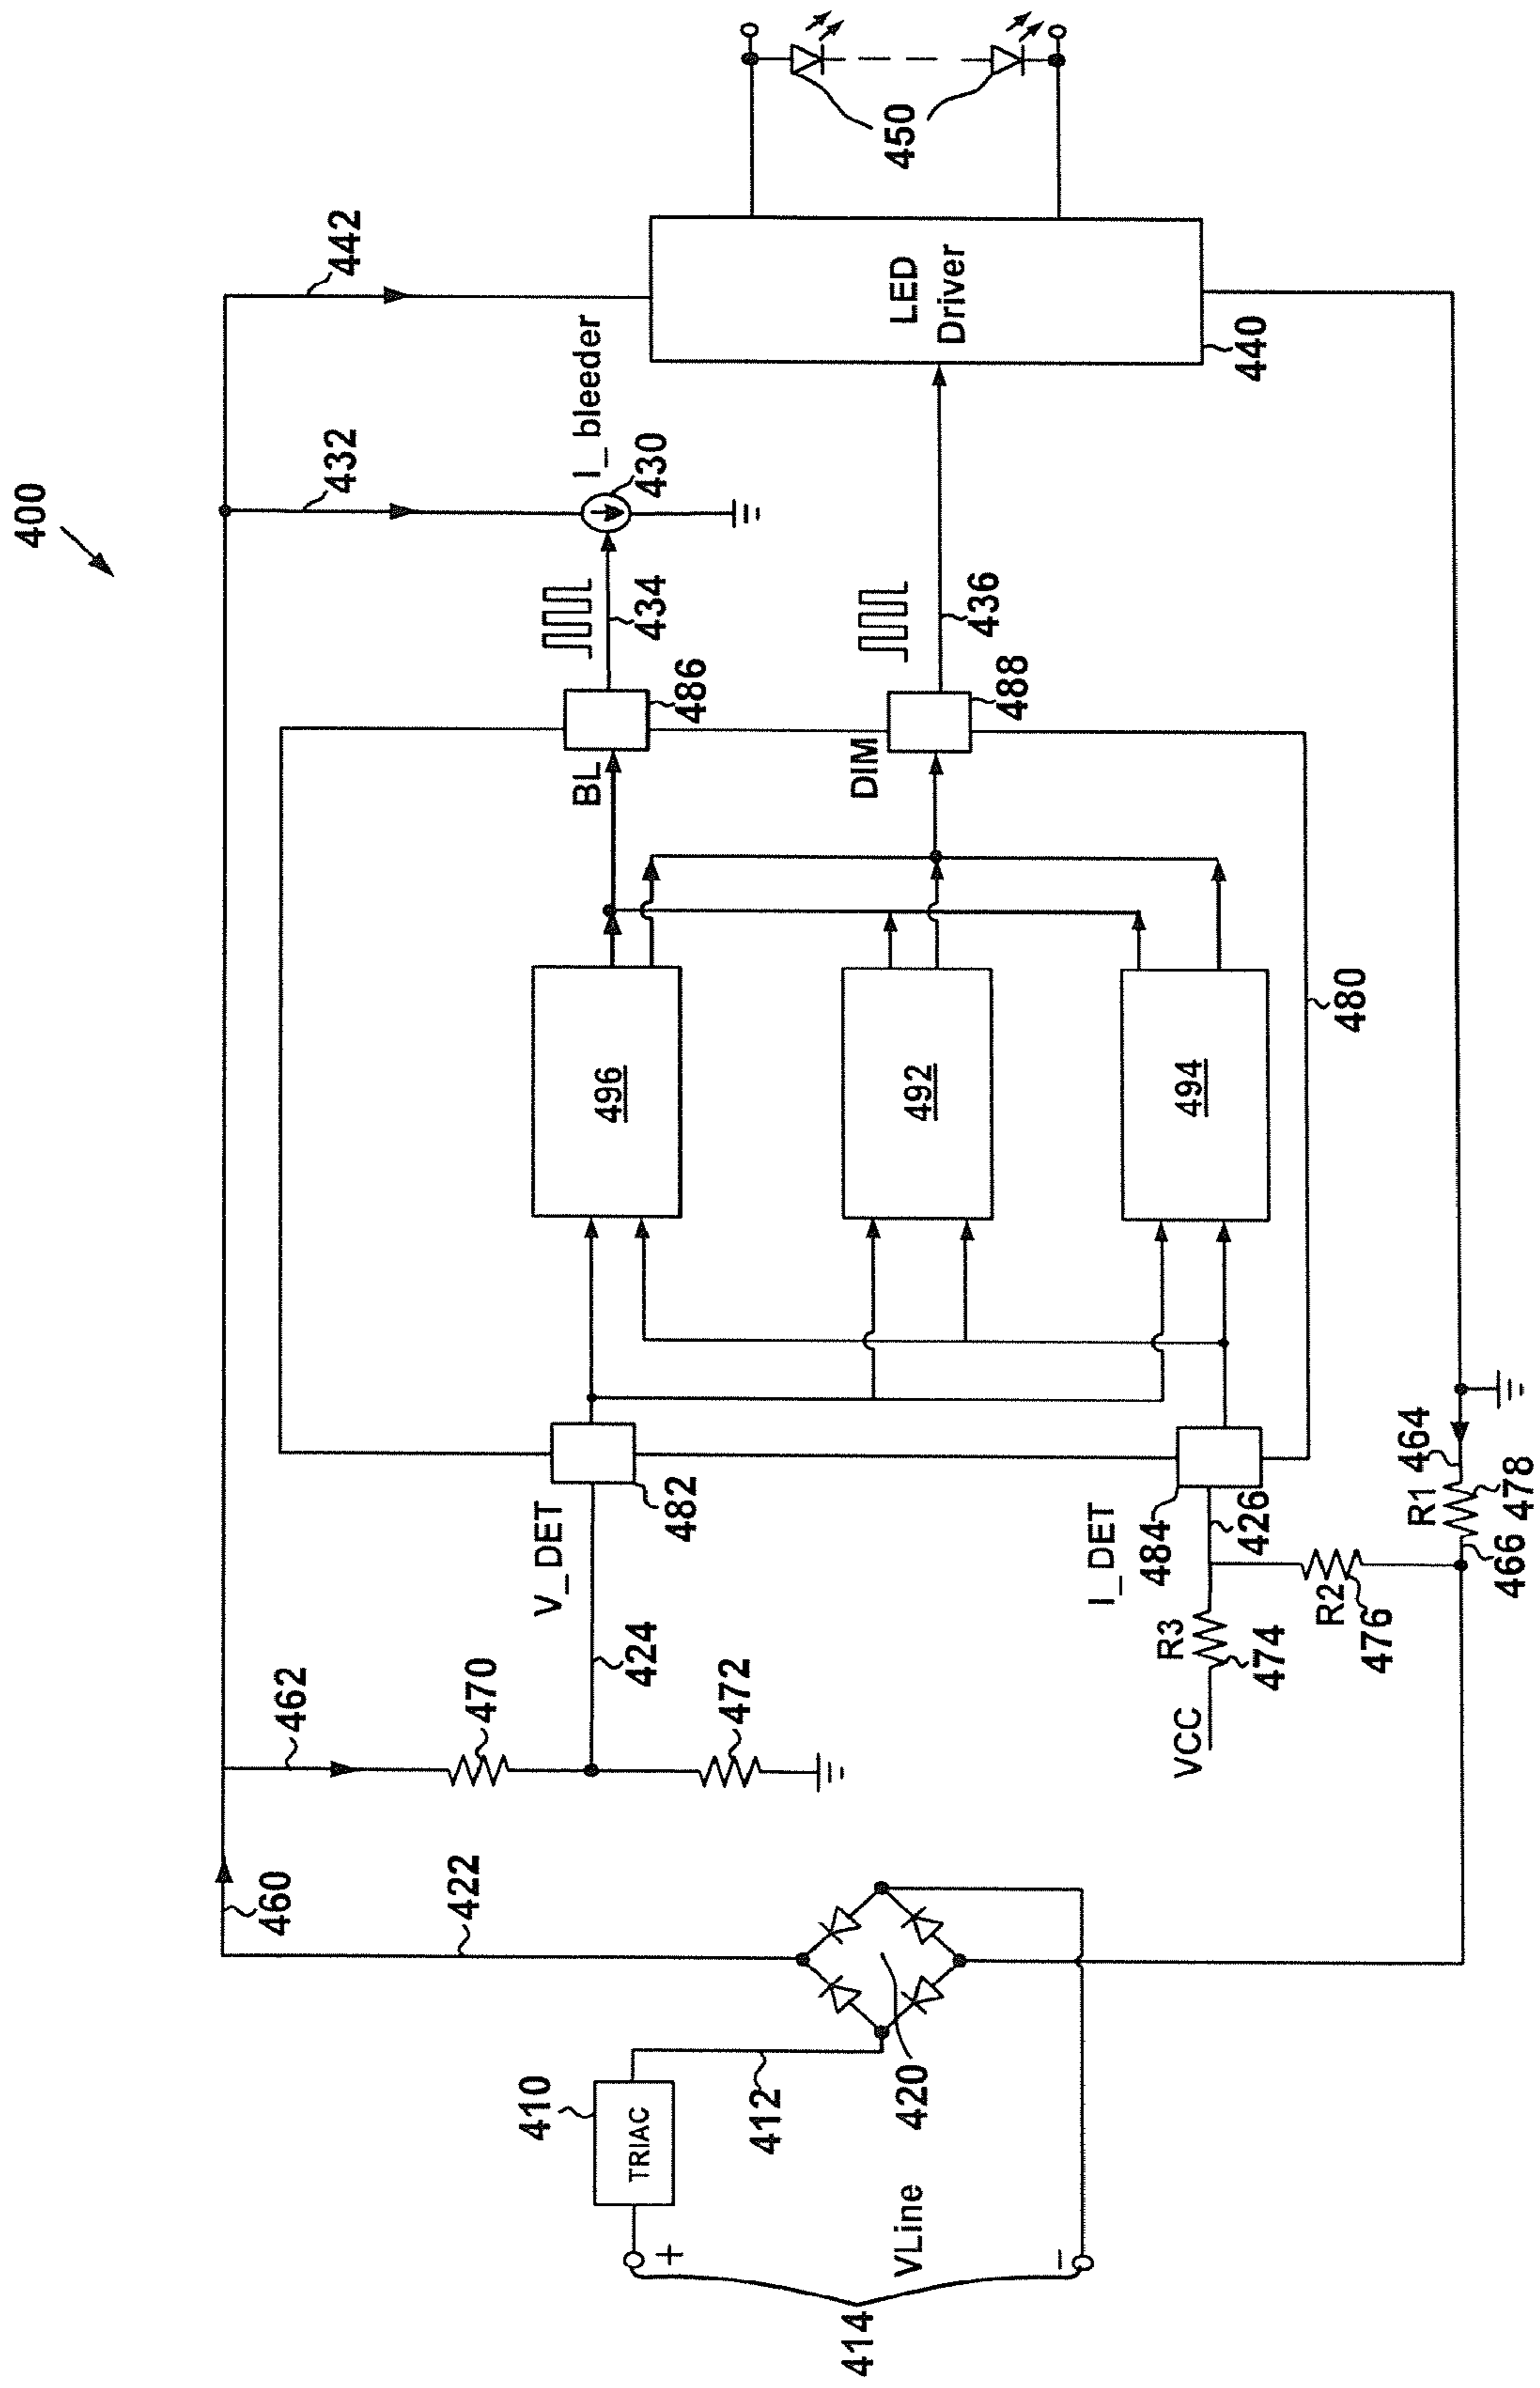 400
460
422
462
470
424
472
V_DET
482
432
442
I_bleeder
430
434
486
BL
DIM
488
436
LED
Driver
440
450
496
492
494
480
410
TRIAC
412
420
+
VLine
–
414
I_DET
484
426
R3
474
VCC
R2
476
R1
464
478
466